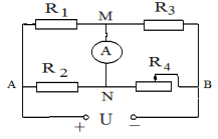 R₁ M R₃
A
A R₂ R₄ B
N
+ U −